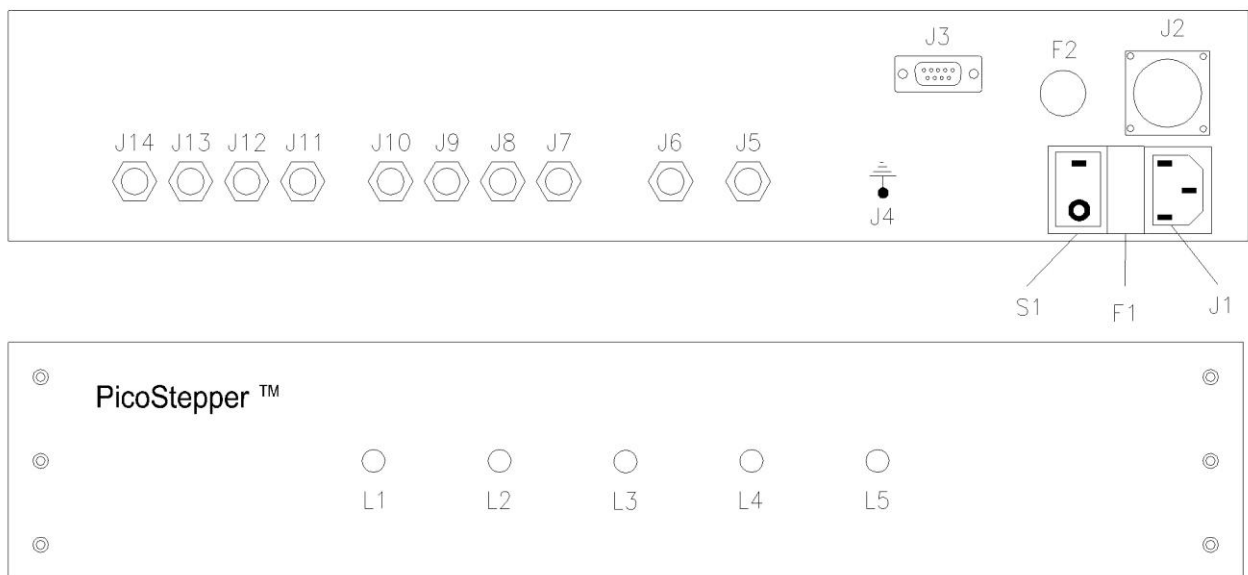 J3
F2
J2
J14 J13 J12 J11 J10 J9 J8 J7 J6 J5
J4
S1 F1 J1
PicoStepper ™
L1 L2 L3 L4 L5